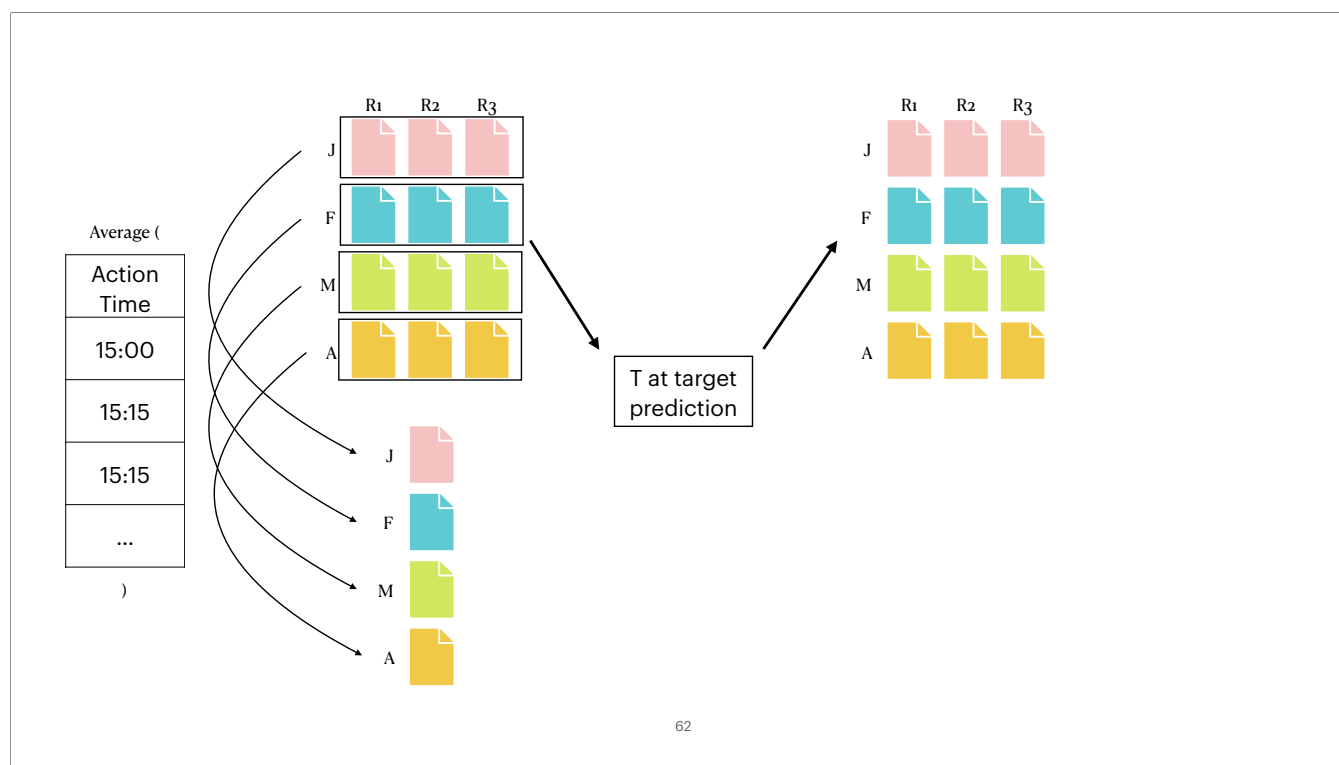 R1 R2 R3
J
F
M
A
Average (
Action
Time
15:00
15:15
15:15
...
)
J
F
M
A
T at target
prediction
R1 R2 R3
J
F
M
A
62